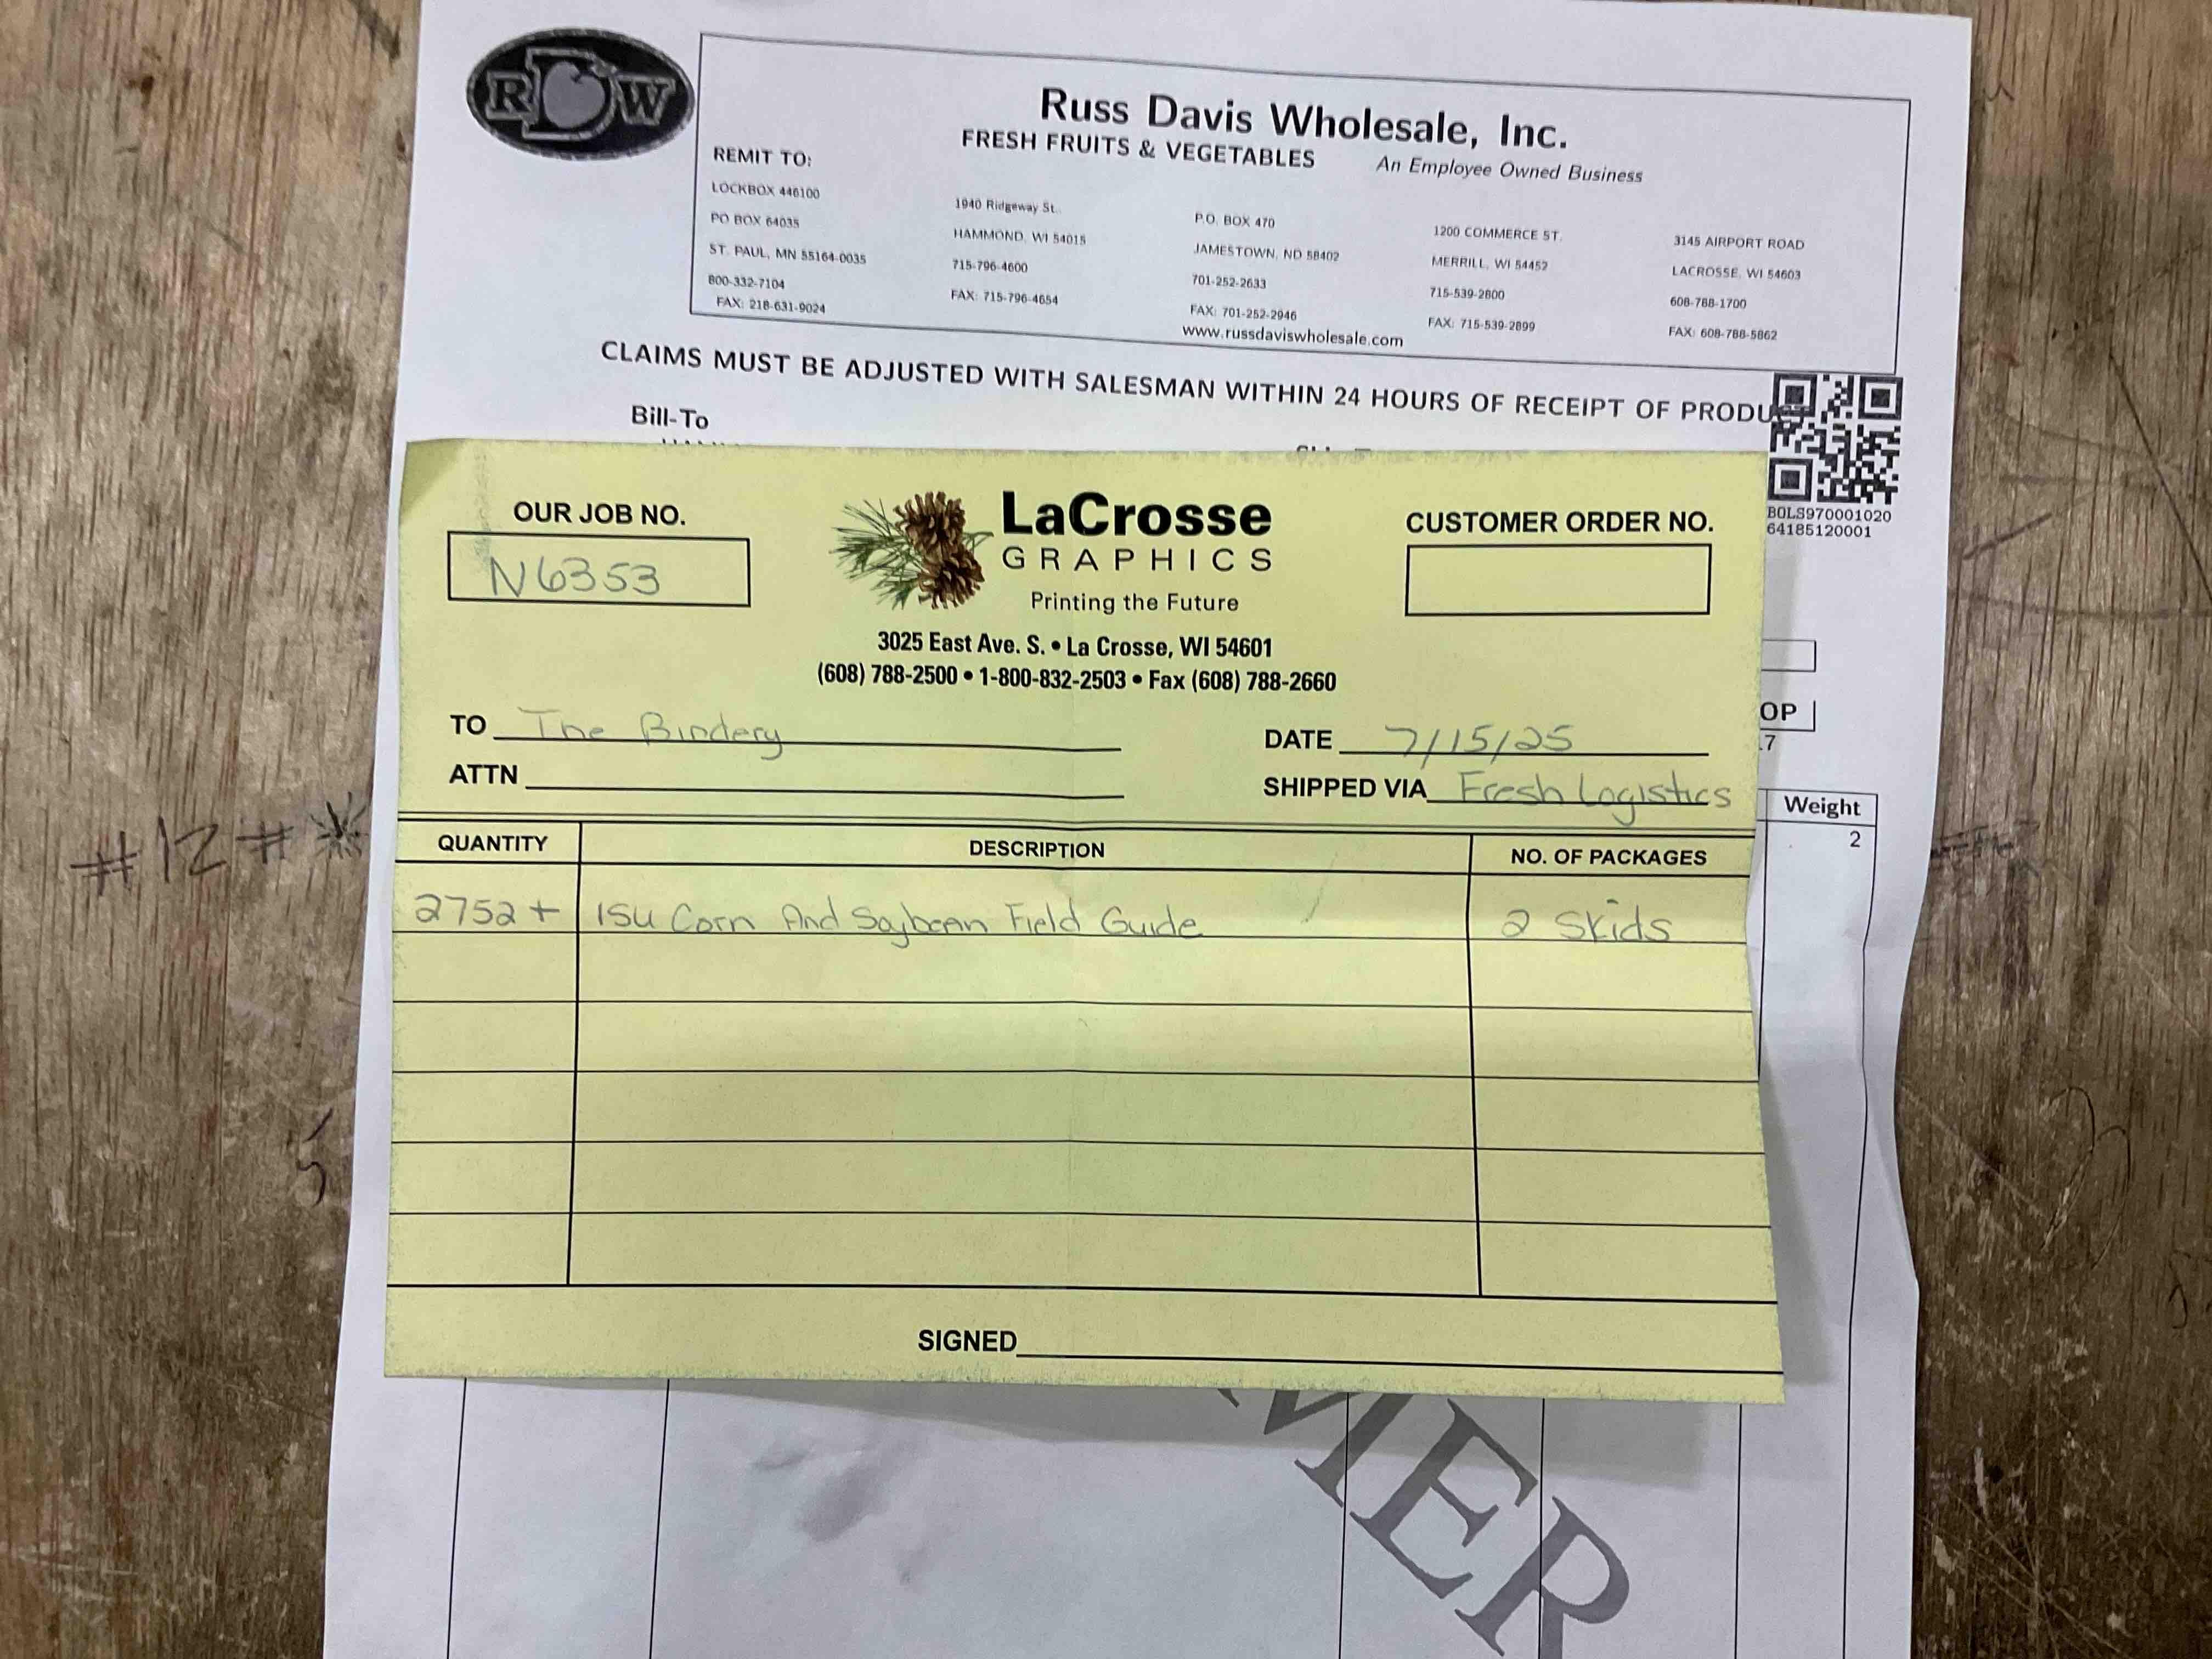 RDW
Russ Davis Wholesale, Inc.
FRESH FRUITS & VEGETABLES An Employee Owned Business
REMIT TO:
LOCKBOX 446100
PO BOX 64035
ST. PAUL, MN 55164-0035
800-332-7104
FAX: 218-631-9024
1940 Ridgeway St.
HAMMOND, WI 54015
715-796-4600
FAX: 715-796-4654
P.O. BOX 470
JAMESTOWN, ND 58402
701-252-2633
FAX: 701-252-2946
1200 COMMERCE ST.
MERRILL, WI 54452
715-539-2800
FAX: 715-539-2899
3145 AIRPORT ROAD
LACROSSE, WI 54603
608-788-1700
FAX: 608-788-5862
www.russdaviswholesale.com
CLAIMS MUST BE ADJUSTED WITH SALESMAN WITHIN 24 HOURS OF RECEIPT OF PRODUCT
Bill-To
BOLS970001020
64185120001
OUR JOB NO.
N6353
LaCrosse
GRAPHICS
Printing the Future
CUSTOMER ORDER NO.
3025 East Ave. S. • La Crosse, WI 54601
(608) 788-2500 • 1-800-832-2503 • Fax (608) 788-2660
TO The Bindery
DATE 7/15/25
ATTN
SHIPPED VIA Fresh Logistics
OP
.7
Weight
2
QUANTITY DESCRIPTION NO. OF PACKAGES
2752+ ISU Corn And Soybean Field Guide 2 Skids
SIGNED
MER
#12#*
5